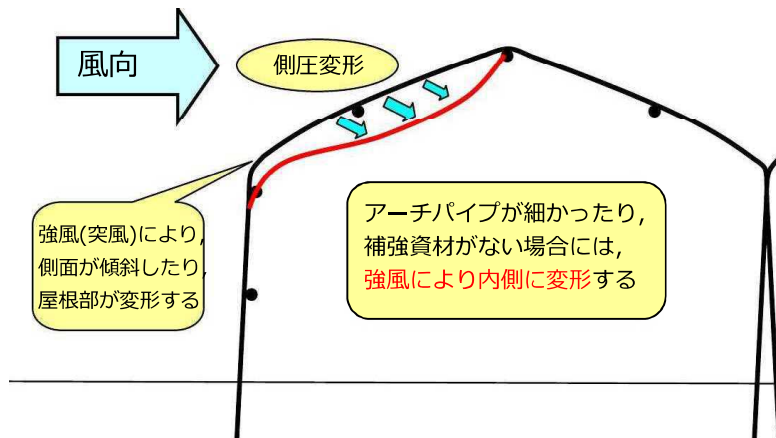 風向
側圧変形
強風(突風)により,
側面が傾斜したり,
屋根部が変形する
アーチパイプが細かったり,
補強資材がない場合には,
強風により内側に変形する